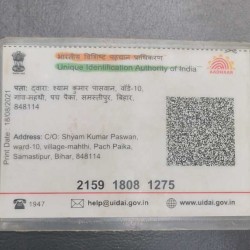 भारतीय विशिष्ट पहचान प्राधिकरण
Unique Identification Authority of India
AADHAAR
पता: द्वारा: श्याम कुमार पासवान, वॉर्ड-10,
गांव-महथी, पच पैका, समस्तीपुर, बिहार,
848114
Address: C/O: Shyam Kumar Paswan,
ward-10, village-mahthi, Pach Paika,
Samastipur, Bihar, 848114
Print Date: 18/08/2021
2159 1808 1275
1947
help@uidai.gov.in
www.uidai.gov.in